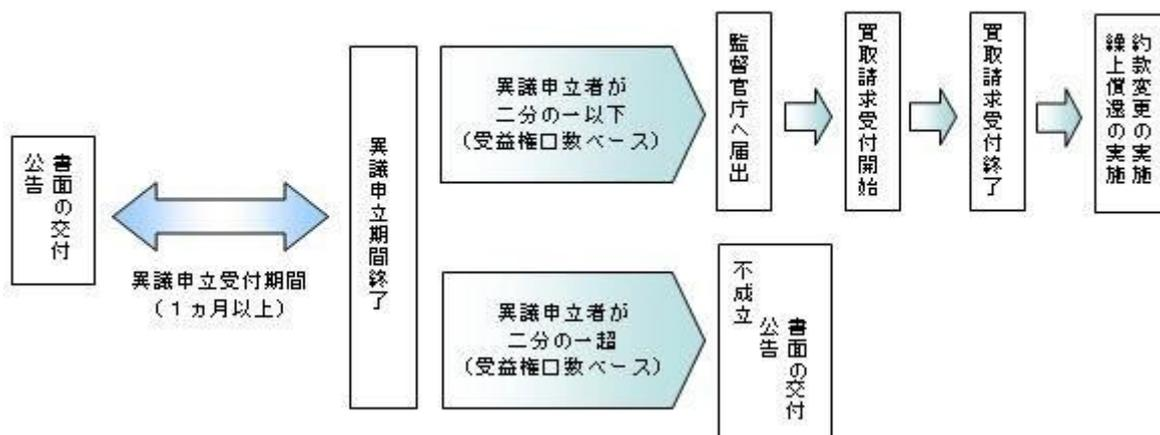 書面の交付
公告
異議申立受付期間
(1ヵ月以上)
異議申立期間終了
異議申立者が
二分の一以下
(受益権口数ベース)
監督官庁へ届出
買取請求受付開始
買取請求受付終了
約款変更の実施
繰上償還の実施
異議申立者が
二分の一超
(受益権口数ベース)
不成立
書面の交付
公告